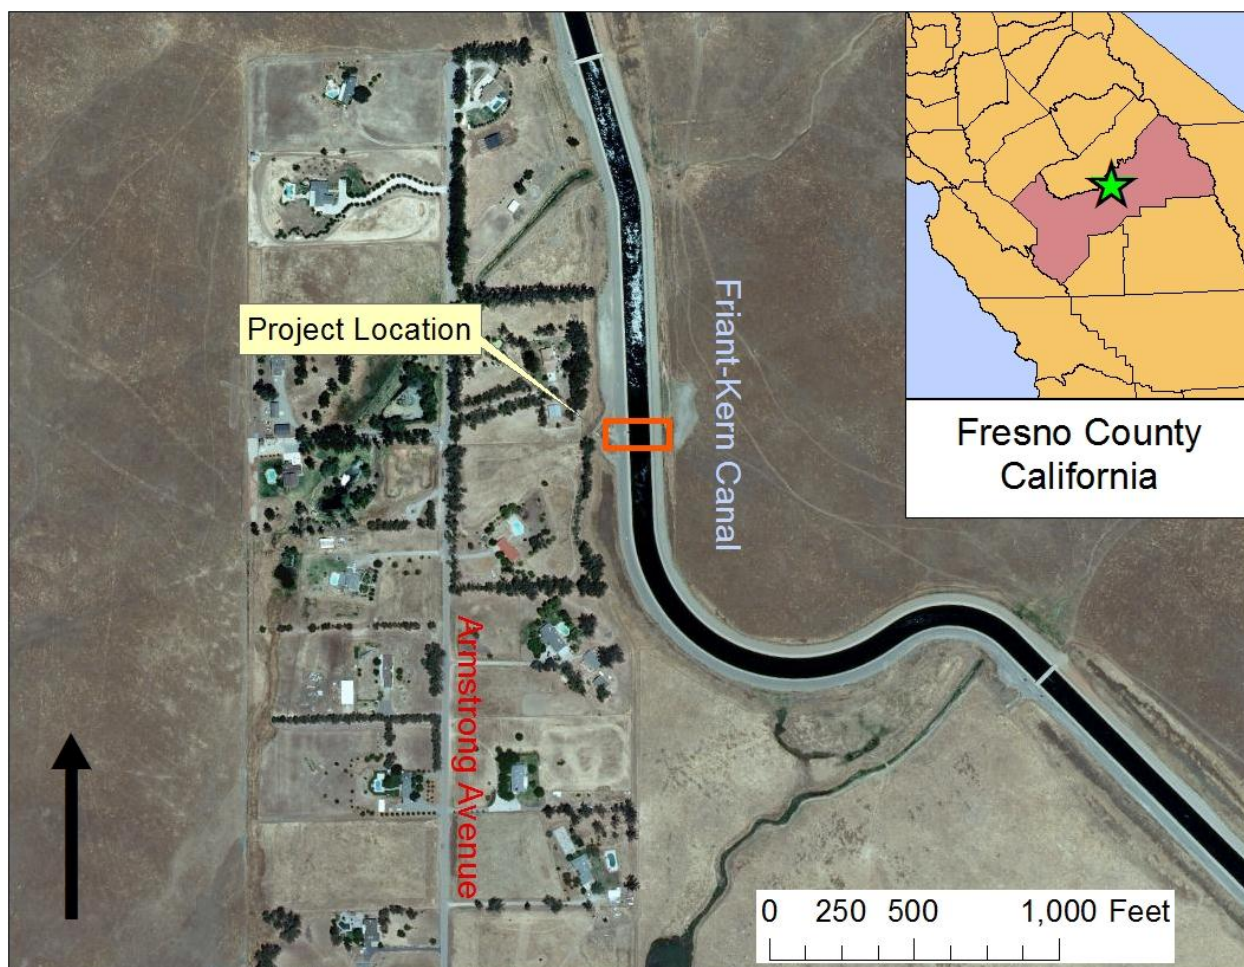 Project Location
Friant-Kern Canal
Armstrong Avenue
Fresno County
California
0 250 500 1,000 Feet